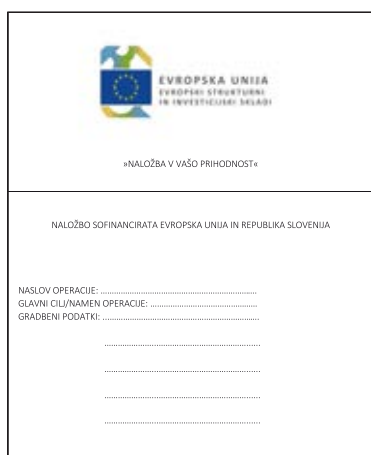 EVROPSKA UNIJA
EVROPSKI STRUKTURNI
IN INVESTICIJSKI SKLADI
»NALOŽBA V VAŠO PRIHODNOST«
NALOŽBO SOFINANCIRATA EVROPSKA UNIJA IN REPUBLIKA SLOVENIJA
NASLOV OPERACIJE: ......................................................................
GLAVNI CILJ/NAMEN OPERACIJE: ................................................
GRADBENI PODATKI: ......................................................................
......................................................................
......................................................................
......................................................................
......................................................................